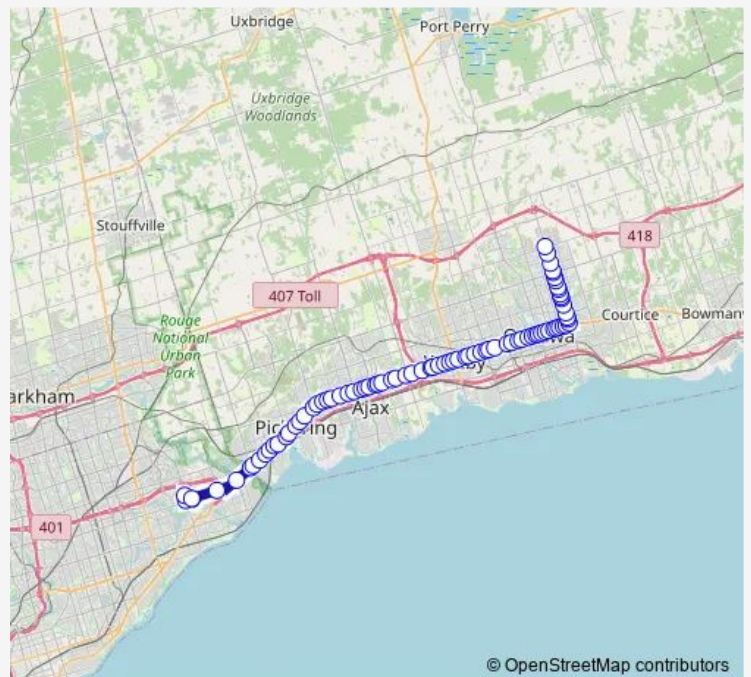 Uxbridge
Port Perry
Uxbridge
Woodlands
Stouffville
418
407 Toll
Courtice
Bowmanv
Rouge
National
Urban
Park
arkham
Ajax
401
© OpenStreetMap contributors